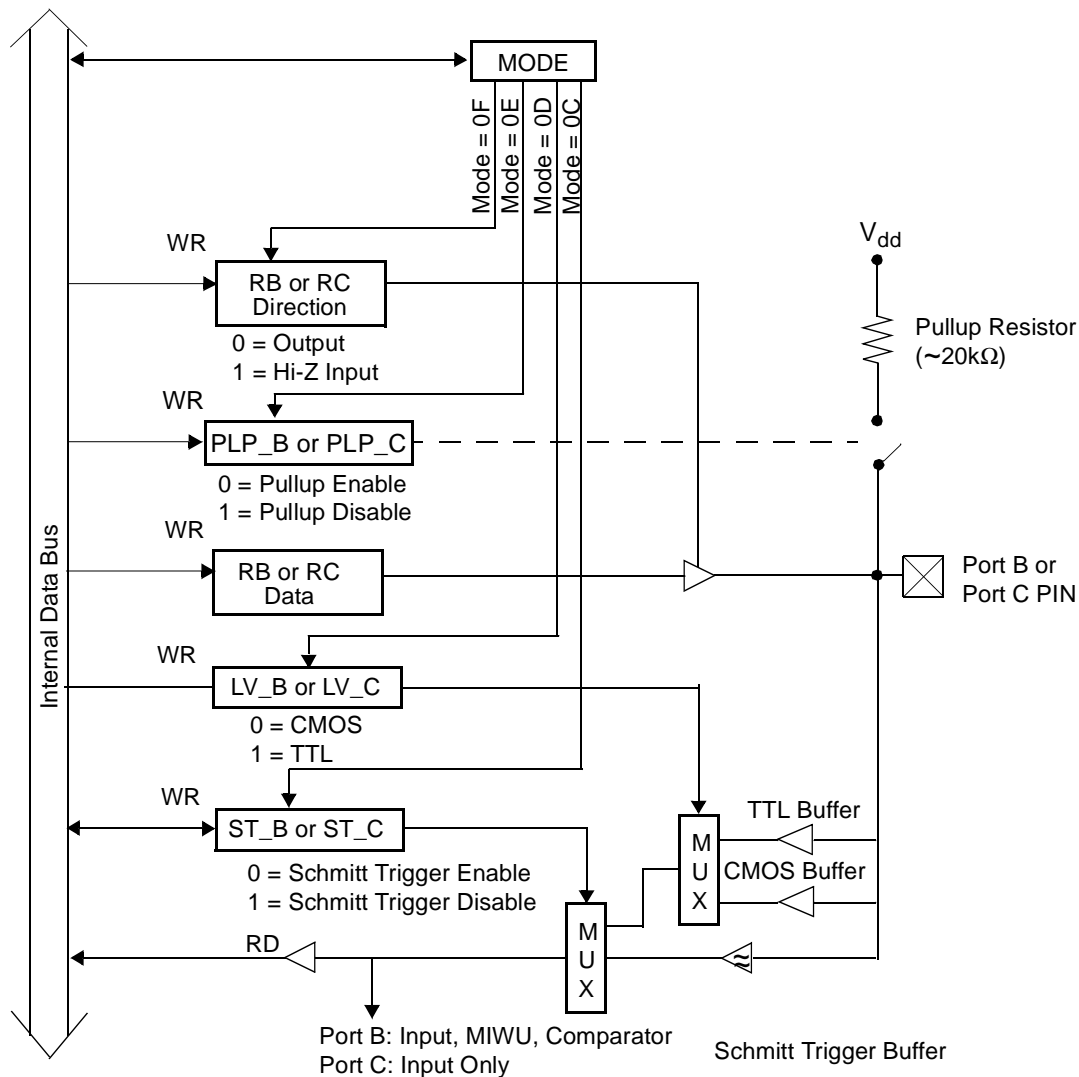 MODE
Mode = 0F
Mode = 0E
Mode = 0D
Mode = 0C
Vdd
WR
RB or RC
Direction
Pullup Resistor
(~20kΩ)
0 = Output
1 = Hi-Z Input
WR
PLP_B or PLP_C
0 = Pullup Enable
1 = Pullup Disable
WR
Internal Data Bus
RB or RC
Data
Port B or
Port C PIN
WR
LV_B or LV_C
0 = CMOS
1 = TTL
WR
ST_B or ST_C
TTL Buffer
MUX
CMOS Buffer
0 = Schmitt Trigger Enable
1 = Schmitt Trigger Disable
MUX
RD
Port B: Input, MIWU, Comparator
Port C: Input Only
Schmitt Trigger Buffer